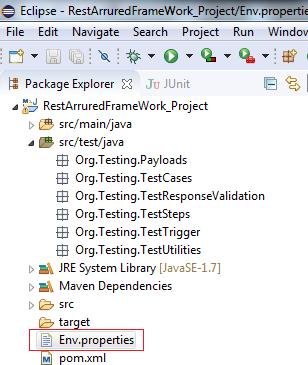 Eclipse - RestArruredFrameWork_Project/Env.properties
File Edit Navigate Search Project Run Window
Package Explorer JUnit
RestArruredFrameWork_Project
src/main/java
src/test/java
Org.Testing.Payloads
Org.Testing.TestCases
Org.Testing.TestResponseValidation
Org.Testing.TestSteps
Org.Testing.TestTrigger
Org.Testing.TestUtilities
JRE System Library [JavaSE-1.7]
Maven Dependencies
src
target
Env.properties
pom.xml